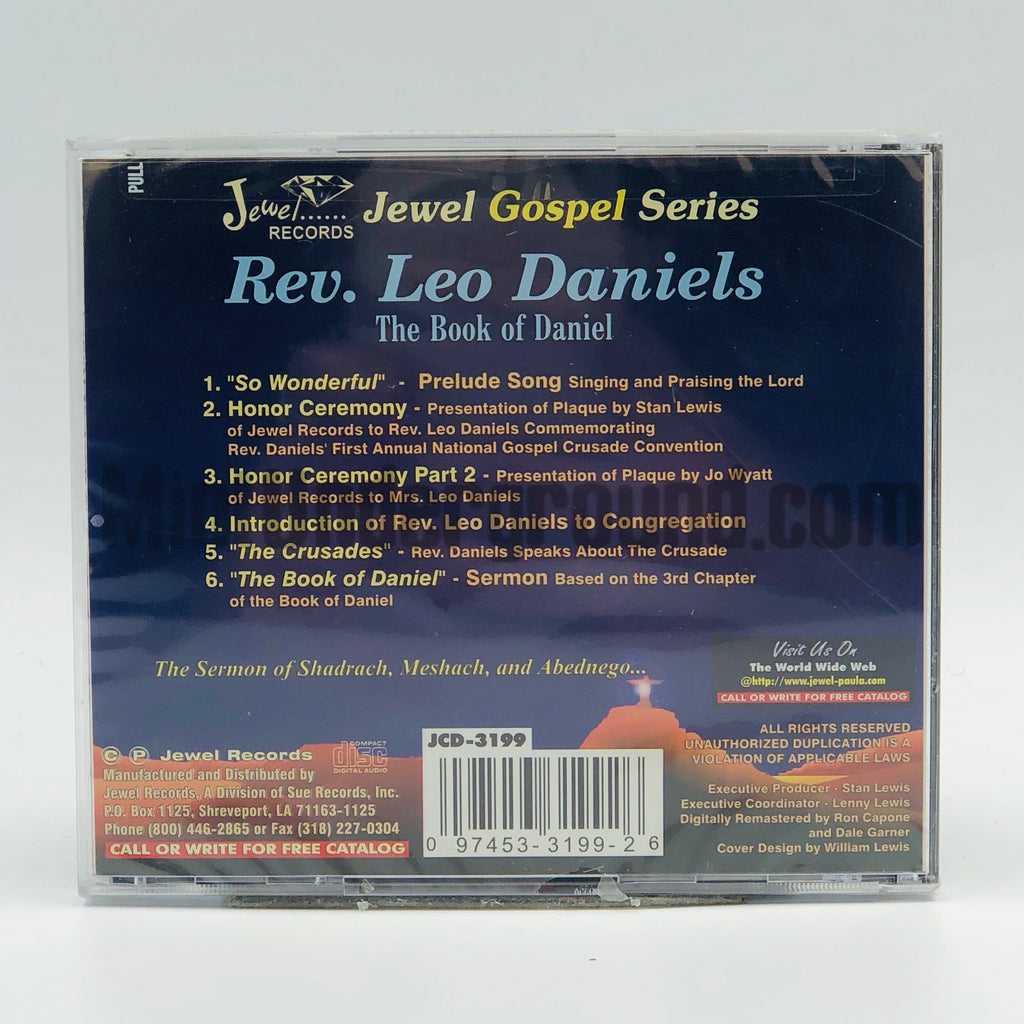 PULL
Jewel...... RECORDS
Jewel Gospel Series
Rev. Leo Daniels
The Book of Daniel
1. "So Wonderful" - Prelude Song Singing and Praising the Lord
2. Honor Ceremony - Presentation of Plaque by Stan Lewis
of Jewel Records to Rev. Leo Daniels Commemorating
Rev. Daniels' First Annual National Gospel Crusade Convention
3. Honor Ceremony Part 2 - Presentation of Plaque by Jo Wyatt
of Jewel Records to Mrs. Leo Daniels
4. Introduction of Rev. Leo Daniels to Congregation
5. "The Crusades" - Rev. Daniels Speaks About The Crusade
6. "The Book of Daniel" - Sermon Based on the 3rd Chapter
of the Book of Daniel
The Sermon of Shadrach, Meshach, and Abednego...
Visit Us On
The World Wide Web
@http://www.jewel-paula.com
CALL OR WRITE FOR FREE CATALOG
© ℗ Jewel Records
COMPACT
disc
DIGITAL AUDIO
Manufactured and Distributed by
Jewel Records, A Division of Sue Records, Inc.
P.O. Box 1125, Shreveport, LA 71163-1125
Phone (800) 446-2865 or Fax (318) 227-0304
CALL OR WRITE FOR FREE CATALOG
JCD-3199
0 97453-3199-2 6
ALL RIGHTS RESERVED
UNAUTHORIZED DUPLICATION IS A
VIOLATION OF APPLICABLE LAWS
Executive Producer - Stan Lewis
Executive Coordinator - Lenny Lewis
Digitally Remastered by Ron Capone
and Dale Garner
Cover Design by William Lewis